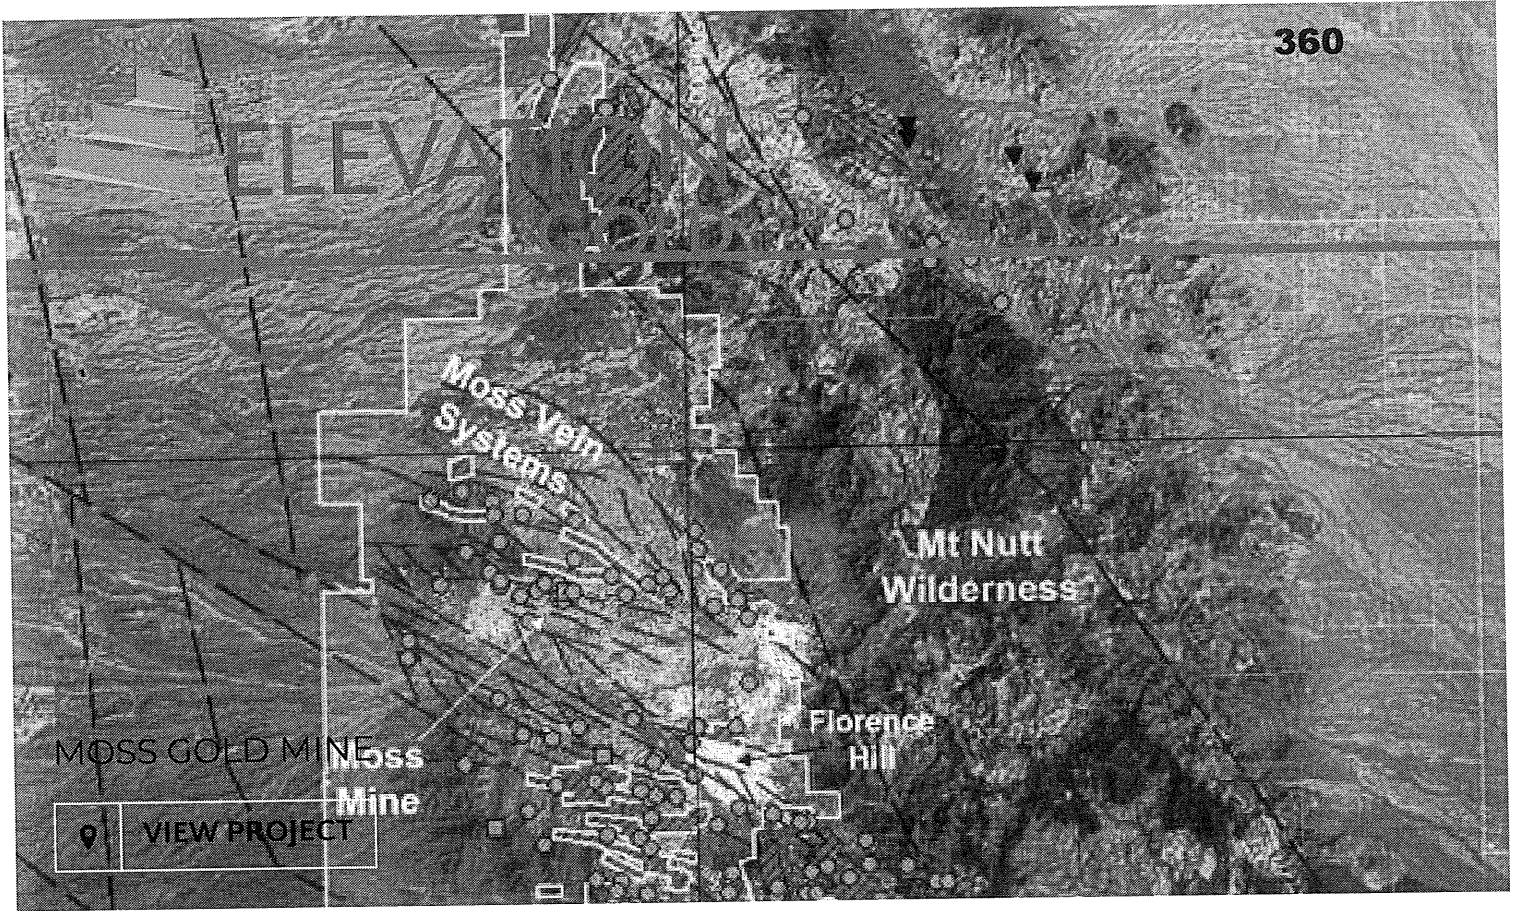 360
ELEVATION
GOLD
Moss Vein
Systems
Mt Nutt
Wilderness
Florence
Hill
MOSS GOLD MINE
Moss
Mine
VIEW PROJECT